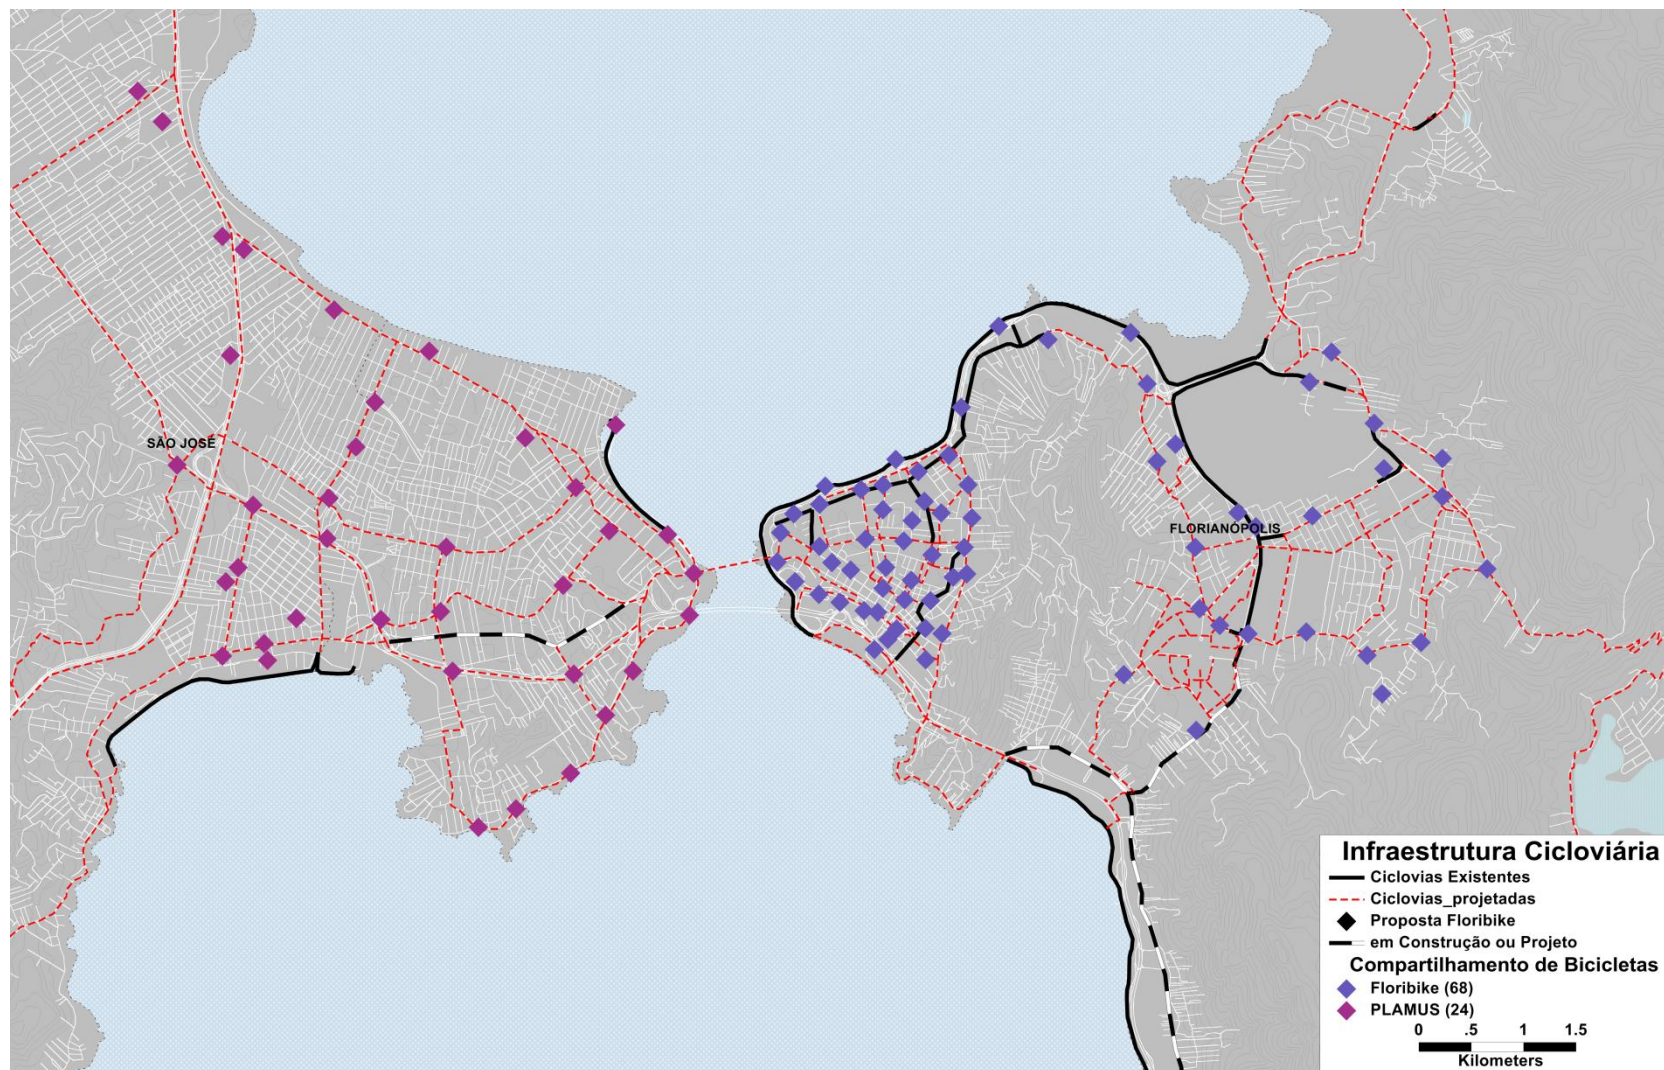 SÃO JOSÉ
FLORIANÓPOLIS
Infraestrutura Cicloviária
Ciclovias Existentes
Ciclovias_projetadas
Proposta Floribike
em Construção ou Projeto
Compartilhamento de Bicicletas
Floribike (68)
PLAMUS (24)
0 .5 1 1.5
Kilometers